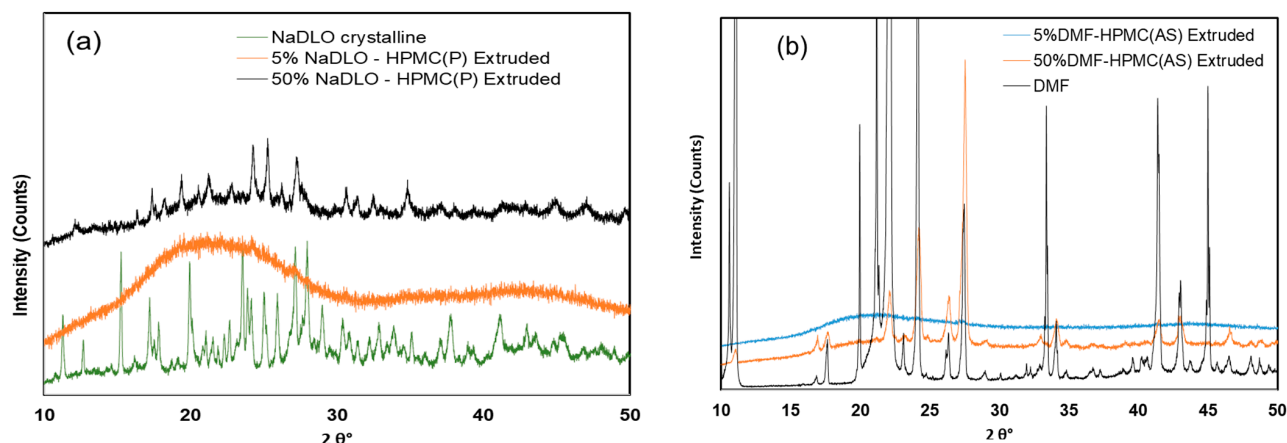 (a)
NaDLO crystalline
5% NaDLO - HPMC(P) Extruded
50% NaDLO - HPMC(P) Extruded
Intensity (Counts)
10 20 30 40 50
2 θ°
(b)
5%DMF-HPMC(AS) Extruded
50%DMF-HPMC(AS) Extruded
DMF
Intensity (Counts)
10 15 20 25 30 35 40 45 50
2 θ°